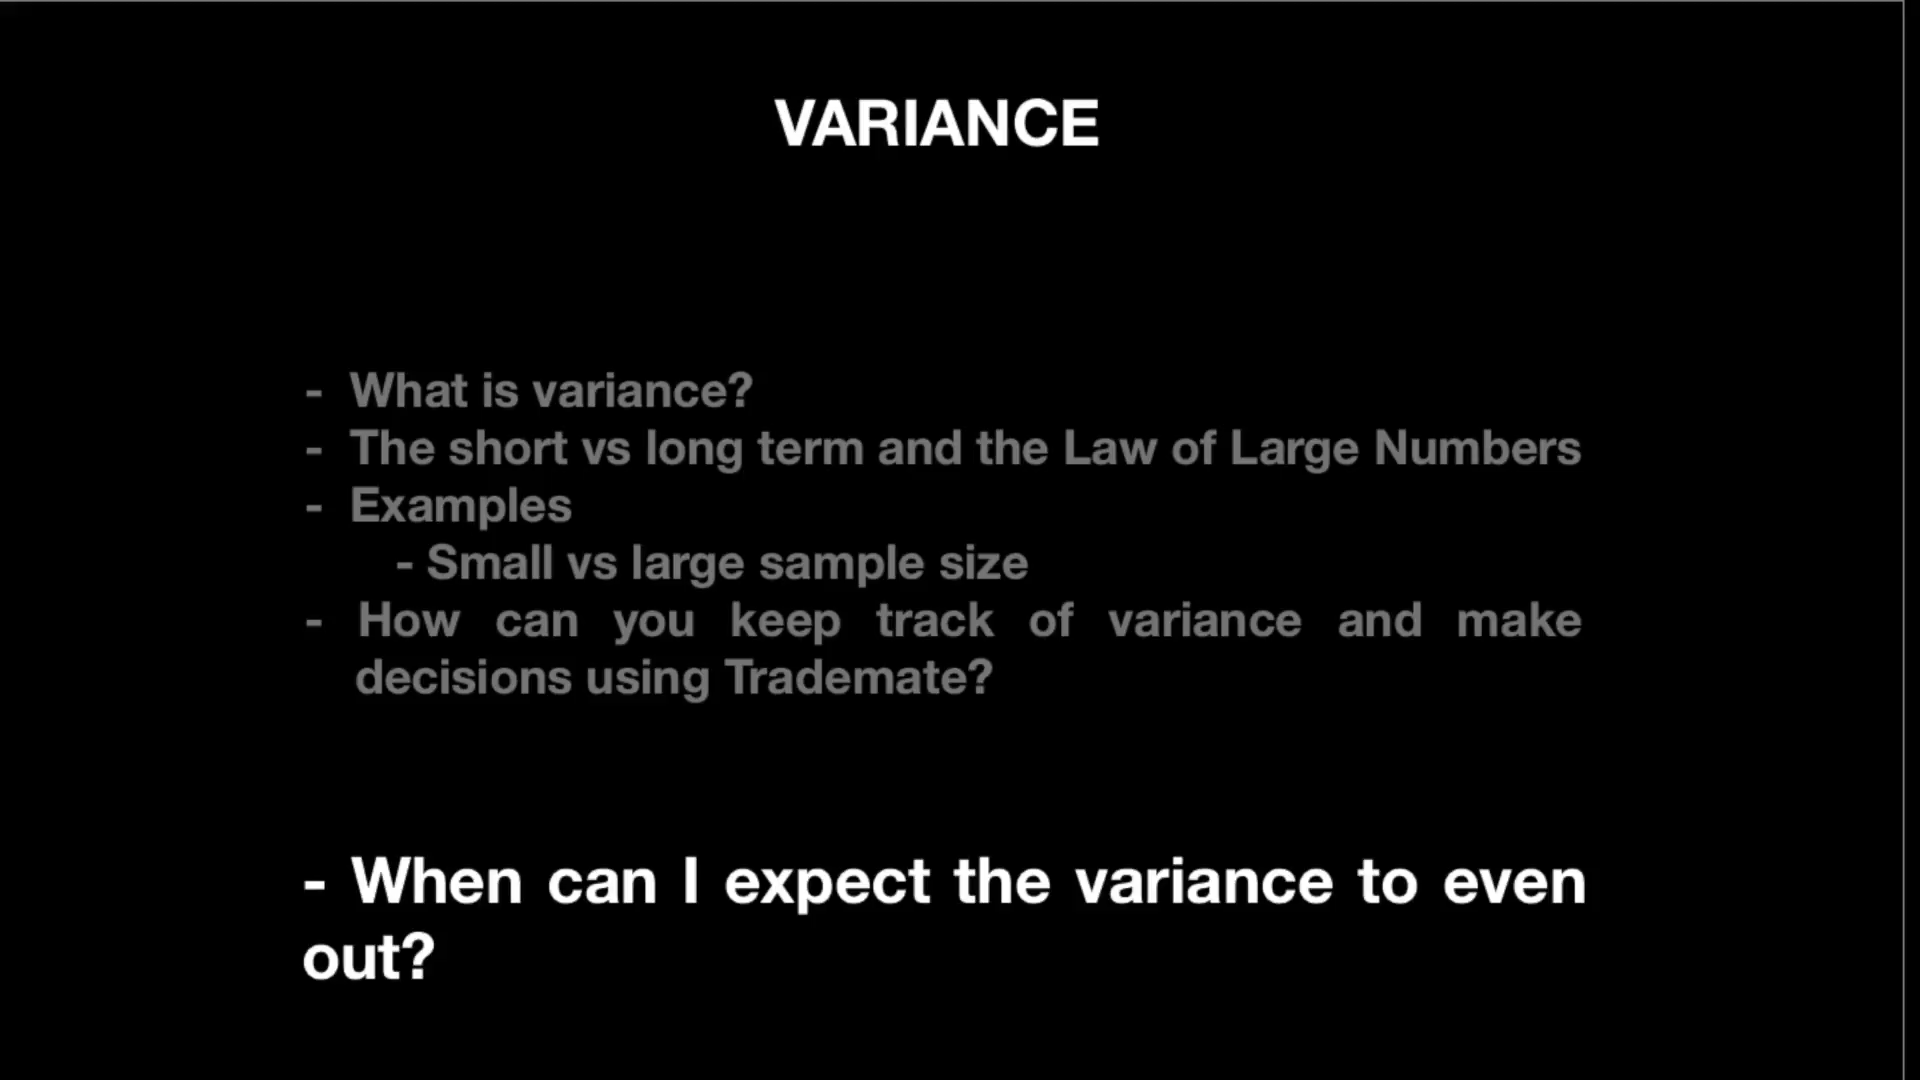 VARIANCE
- What is variance?
- The short vs long term and the Law of Large Numbers
- Examples
- Small vs large sample size
- How can you keep track of variance and make
decisions using Trademate?
- When can I expect the variance to even
out?